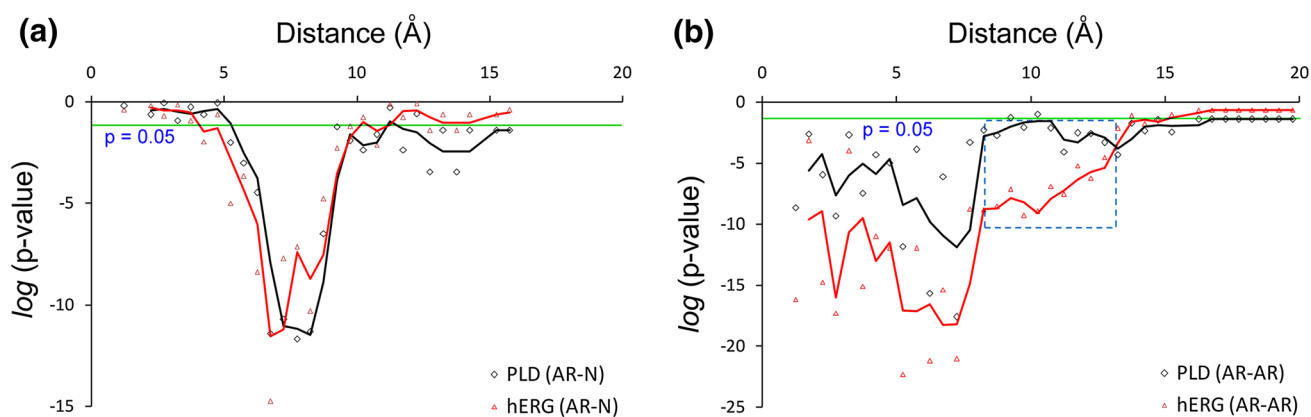 (a)
Distance (Å)
0 5 10 15 20
0
-5
-10
-15
log (p-value)
p = 0.05
PLD (AR-N)
hERG (AR-N)
(b)
Distance (Å)
0 5 10 15 20
0
-5
-10
-15
-20
-25
log (p-value)
p = 0.05
PLD (AR-AR)
hERG (AR-AR)